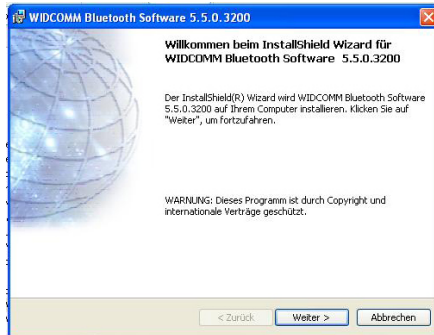 WIDCOMM Bluetooth Software 5.5.0.3200
Willkommen beim InstallShield Wizard für
WIDCOMM Bluetooth Software 5.5.0.3200
Der InstallShield(R) Wizard wird WIDCOMM Bluetooth Software
5.5.0.3200 auf Ihrem Computer installieren. Klicken Sie auf
"Weiter", um fortzufahren.
WARNUNG: Dieses Programm ist durch Copyright und
internationale Verträge geschützt.
< Zurück
Weiter >
Abbrechen